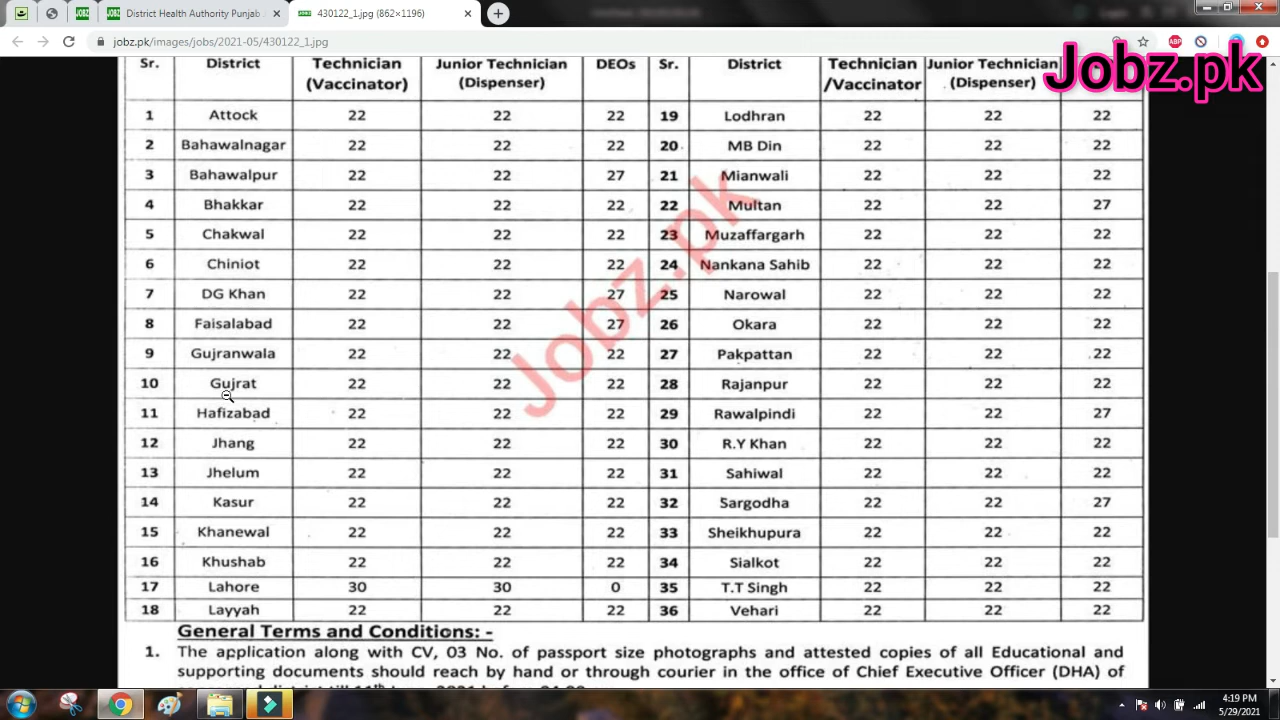 District Health Authority Punjab
430122_1.jpg (862×1196)
jobz.pk/images/jobs/2021-05/430122_1.jpg
ABP
Jobz.pk
Sr. District Technician (Vaccinator) Junior Technician (Dispenser) DEOs Sr. District Technician /Vaccinator Junior Technician (Dispenser)
1 Attock 22 22 22 19 Lodhran 22 22 22
2 Bahawalnagar 22 22 22 20 MB Din 22 22 22
3 Bahawalpur 22 22 27 21 Mianwali 22 22 22
4 Bhakkar 22 22 22 22 Multan 22 22 27
5 Chakwal 22 22 22 23 Muzaffargarh 22 22 22
6 Chiniot 22 22 22 24 Nankana Sahib 22 22 22
7 DG Khan 22 22 27 25 Narowal 22 22 22
8 Faisalabad 22 22 27 26 Okara 22 22 22
9 Gujranwala 22 22 22 27 Pakpattan 22 22 22
10 Gujrat 22 22 22 28 Rajanpur 22 22 22
11 Hafizabad 22 22 22 29 Rawalpindi 22 22 27
12 Jhang 22 22 22 30 R.Y Khan 22 22 22
13 Jhelum 22 22 22 31 Sahiwal 22 22 22
14 Kasur 22 22 22 32 Sargodha 22 22 27
15 Khanewal 22 22 22 33 Sheikhupura 22 22 22
16 Khushab 22 22 22 34 Sialkot 22 22 22
17 Lahore 30 30 0 35 T.T Singh 22 22 22
18 Layyah 22 22 22 36 Vehari 22 22 22
Jobz.pk
General Terms and Conditions: -
1. The application along with CV, 03 No. of passport size photographs and attested copies of all Educational and
supporting documents should reach by hand or through courier in the office of Chief Executive Officer (DHA) of
4:19 PM
5/29/2021